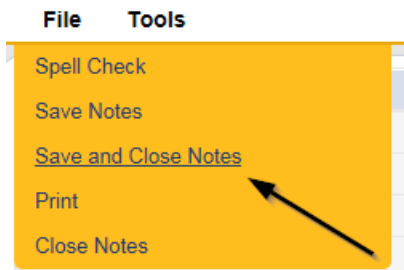 File Tools
Spell Check
Save Notes
Save and Close Notes
Print
Close Notes